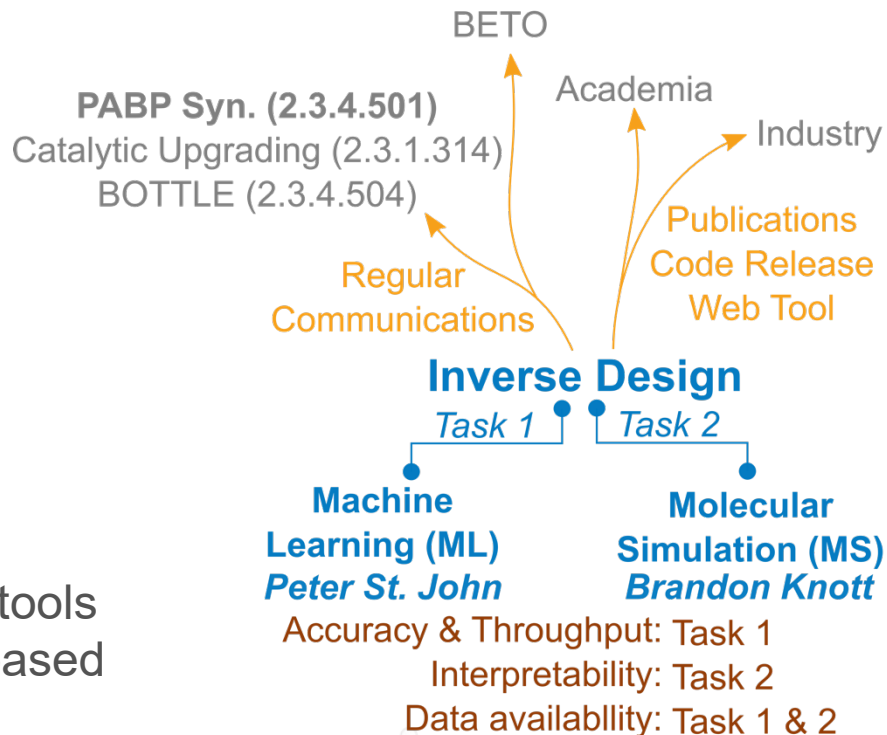 BETO
PABP Syn. (2.3.4.501)
Catalytic Upgrading (2.3.1.314)
BOTTLE (2.3.4.504)
Academia
Industry
Regular
Communications
Publications
Code Release
Web Tool
Inverse Design
Task 1
Task 2
Machine
Learning (ML)
Peter St. John
Molecular
Simulation (MS)
Brandon Knott
tools
ased
Accuracy & Throughput: Task 1
Interpretability: Task 2
Data availabllity: Task 1 & 2